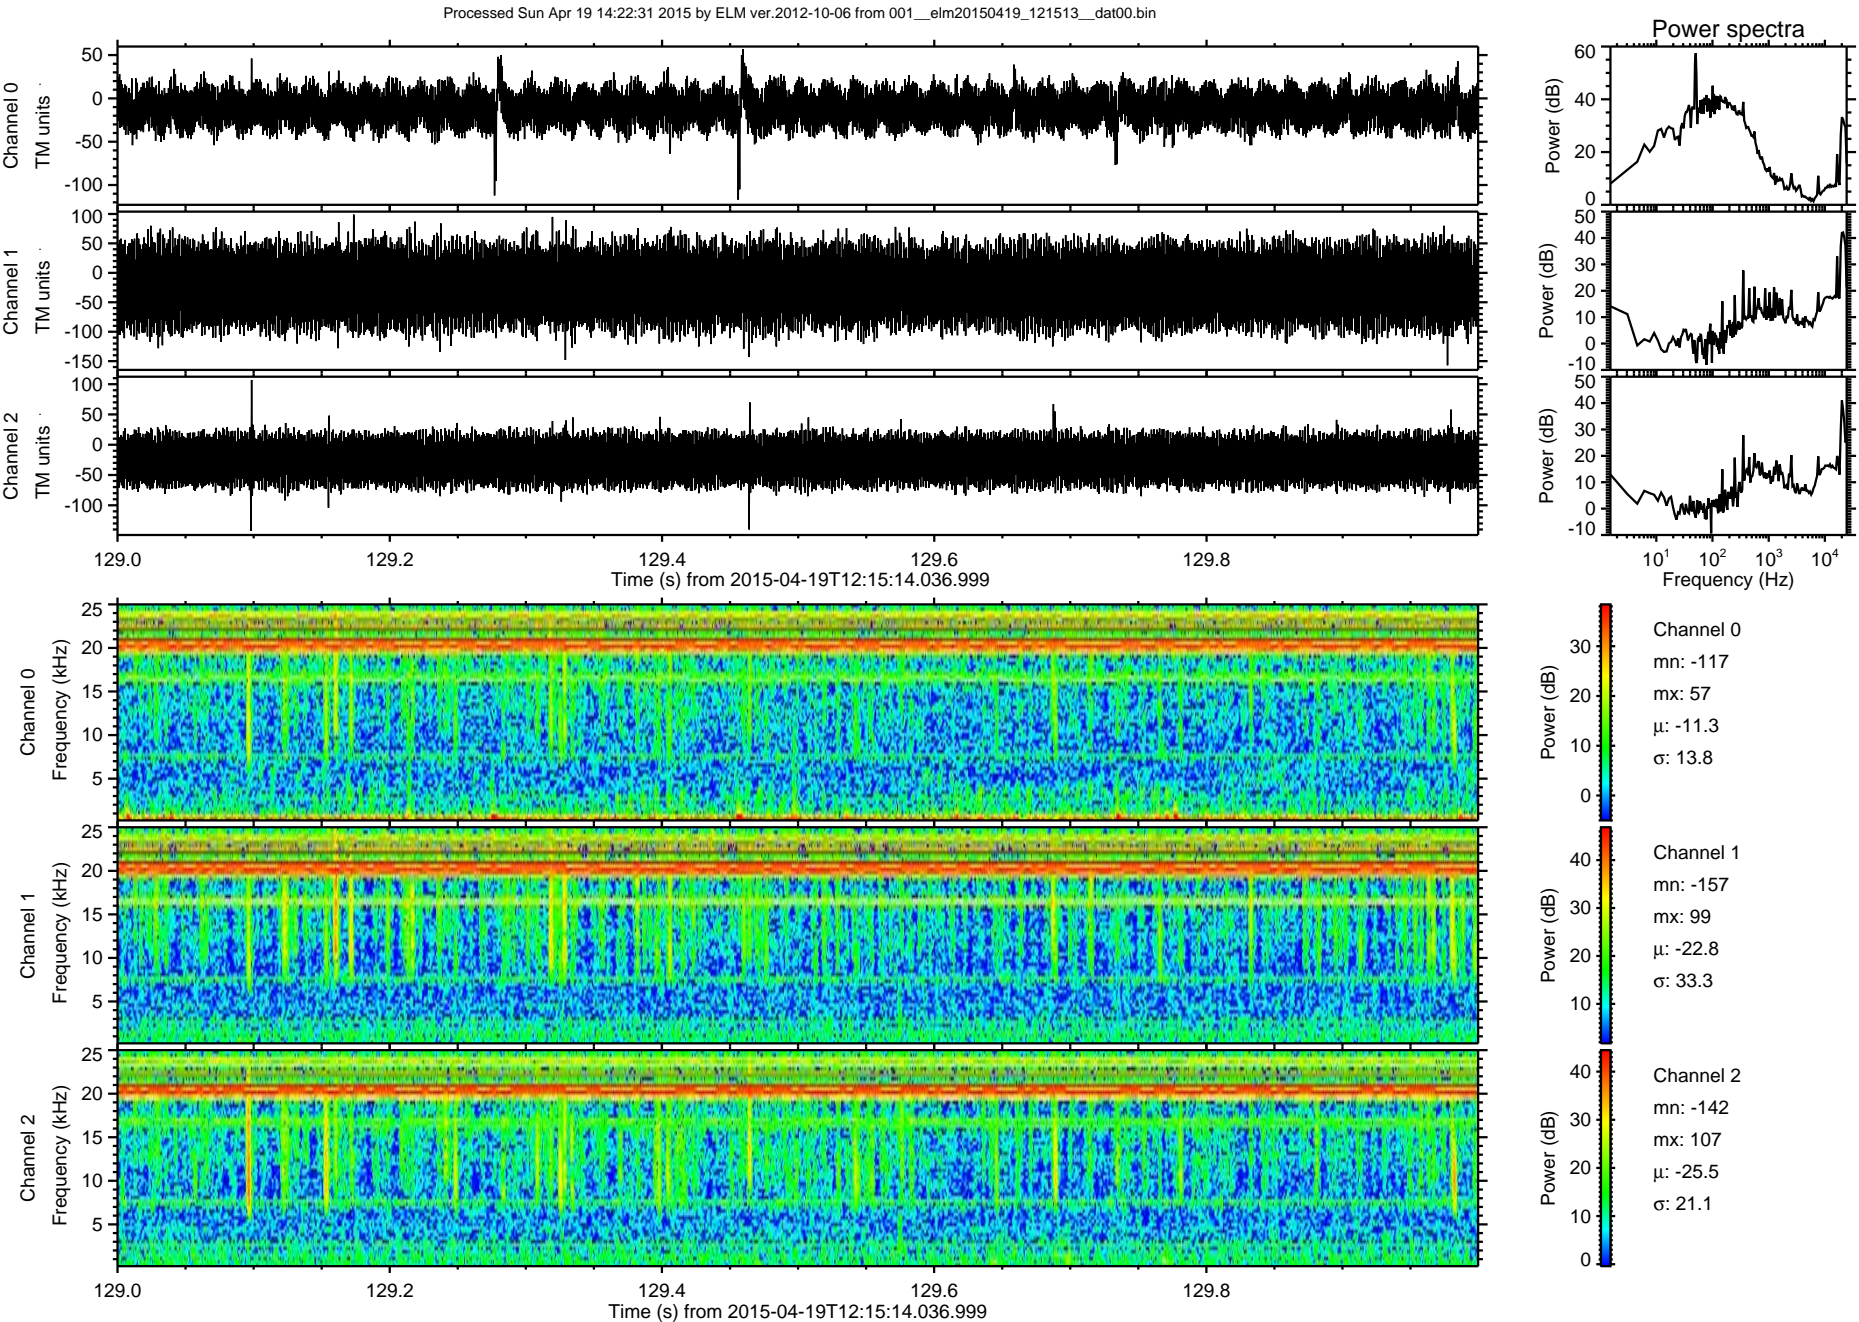 Processed Sun Apr 19 14:22:31 2015 by ELM ver.2012-10-06 from 001__elm20150419_121513__dat00.bin
Power spectra
Channel 0
TM units
50
0
-50
-100
Power (dB)
60
40
20
0
Channel 1
TM units
100
50
0
-50
-100
-150
Power (dB)
50
40
30
20
10
0
-10
Channel 2
TM units
100
50
0
-50
-100
Power (dB)
50
40
30
20
10
0
-10
129.0 129.2 129.4 129.6 129.8
Time (s) from 2015-04-19T12:15:14.036.999
10¹ 10² 10³ 10⁴
Frequency (Hz)
Channel 0
Frequency (kHz)
25
20
15
10
5
Power (dB)
30
20
10
0
Channel 0
mn: -117
mx: 57
μ: -11.3
σ: 13.8
Channel 1
Frequency (kHz)
25
20
15
10
5
Power (dB)
40
30
20
10
Channel 1
mn: -157
mx: 99
μ: -22.8
σ: 33.3
Channel 2
Frequency (kHz)
25
20
15
10
5
Power (dB)
40
30
20
10
0
Channel 2
mn: -142
mx: 107
μ: -25.5
σ: 21.1
129.0 129.2 129.4 129.6 129.8
Time (s) from 2015-04-19T12:15:14.036.999